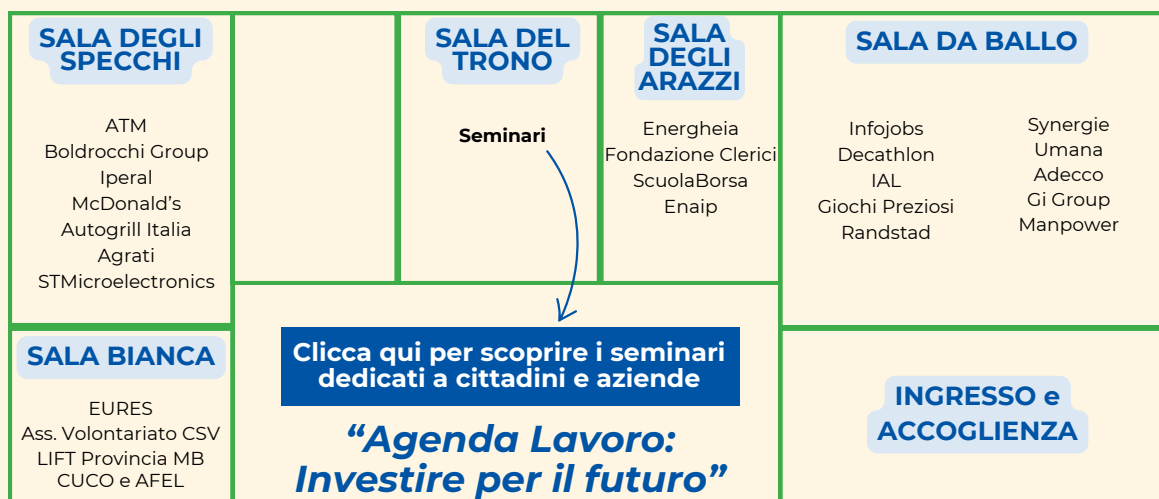 SALA DEGLI
SPECCHI
ATM
Boldrocchi Group
Iperal
McDonald’s
Autogrill Italia
Agrati
STMicroelectronics
SALA DEL
TRONO
Seminari
SALA
DEGLI
ARAZZI
Energheia
Fondazione Clerici
ScuolaBorsa
Enaip
SALA DA BALLO
Infojobs
Decathlon
IAL
Giochi Preziosi
Randstad
Synergie
Umana
Adecco
Gi Group
Manpower
SALA BIANCA
EURES
Ass. Volontariato CSV
LIFT Provincia MB
CUCO e AFEL
Clicca qui per scoprire i seminari
dedicati a cittadini e aziende
“Agenda Lavoro:
Investire per il futuro”
INGRESSO e
ACCOGLIENZA